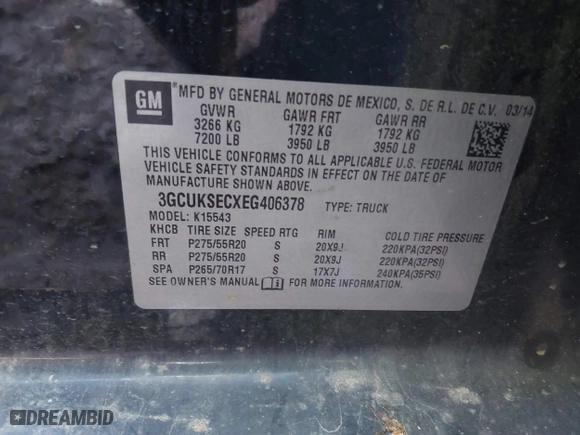 GM
MFD BY GENERAL MOTORS DE MEXICO, S. DE R.L. DE C.V. 03/14
GVWR GAWR FRT GAWR RR
3266 KG 1792 KG 1792 KG
7200 LB 3950 LB 3950 LB
THIS VEHICLE CONFORMS TO ALL APPLICABLE U.S. FEDERAL MOTOR
VEHICLE SAFETY STANDARDS IN EFFECT ON THE DATE OF
MANUFACTURE SHOWN ABOVE.
3GCUKSECXEG406378 TYPE: TRUCK
MODEL: K15543
KHCB TIRE SIZE SPEED RTG RIM COLD TIRE PRESSURE
FRT P275/55R20 S 20X9J 220KPA(32PSI)
RR P275/55R20 S 20X9J 220KPA(32PSI)
SPA P265/70R17 S 17X7J 240KPA(35PSI)
SEE OWNER'S MANUAL FOR MORE INFORMATION.
DREAMBID